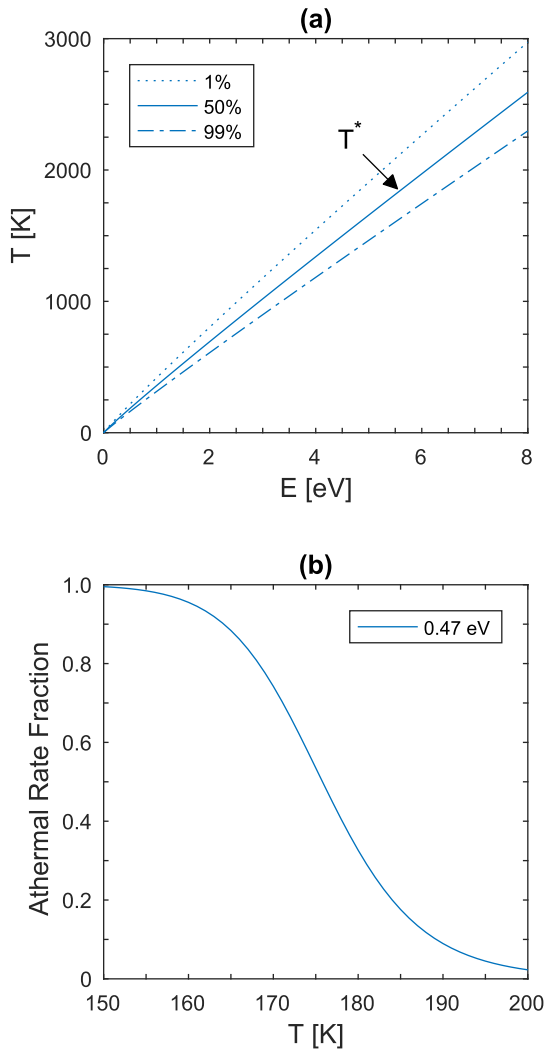 (a)
3000
2000
1000
0
T [K]
1%
50%
99%
T*
0 2 4 6 8
E [eV]
(b)
1.0
0.8
0.6
0.4
0.2
0
Athermal Rate Fraction
0.47 eV
150 160 170 180 190 200
T [K]